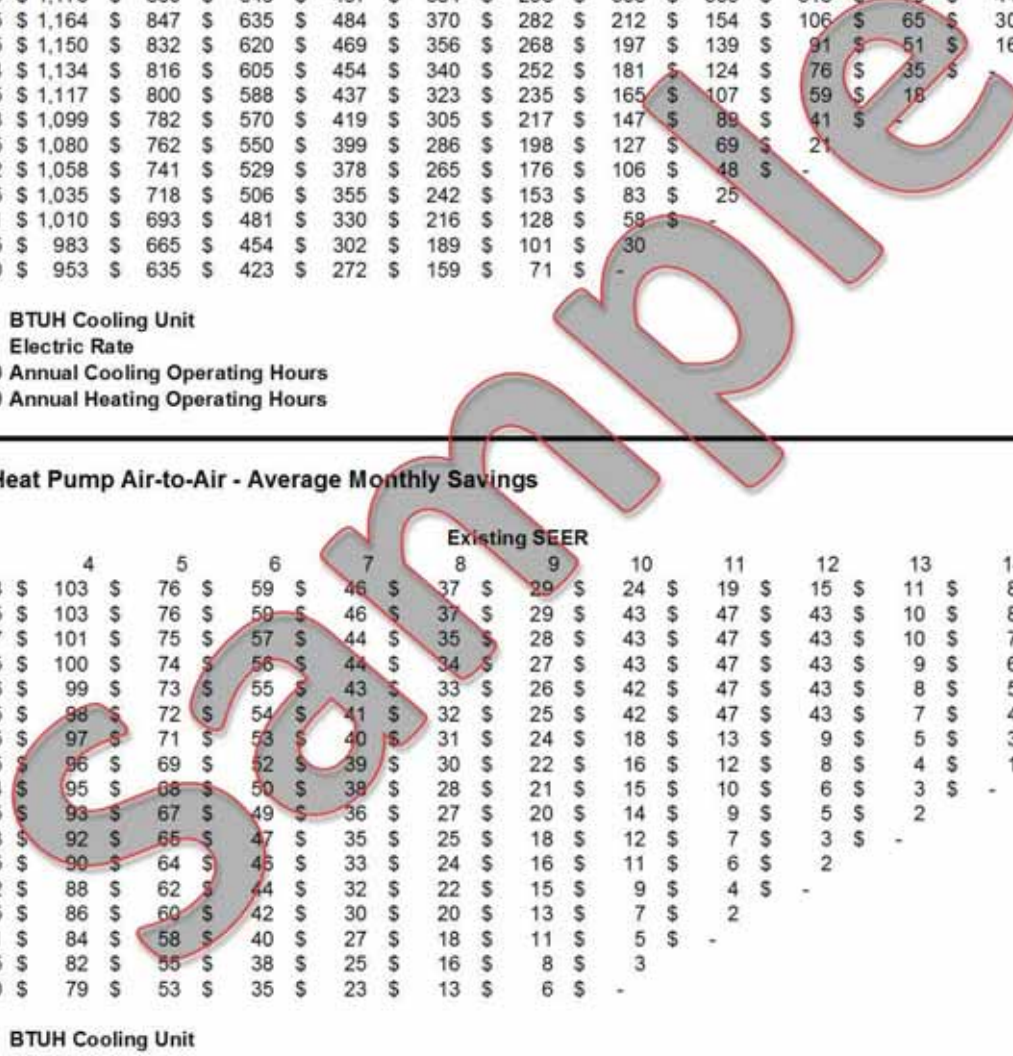 $ 1,164 $ 847 $ 635 $ 484 $ 370 $ 282 $ 212 $ 154 $ 106 $ 65 $ 30
$ 1,150 $ 832 $ 620 $ 469 $ 356 $ 268 $ 197 $ 139 $ 91 $ 51 $ 16
$ 1,134 $ 816 $ 605 $ 454 $ 340 $ 252 $ 181 $ 124 $ 76 $ 35 $ -
$ 1,117 $ 800 $ 588 $ 437 $ 323 $ 235 $ 165 $ 107 $ 59 $ 18
$ 1,099 $ 782 $ 570 $ 419 $ 305 $ 217 $ 147 $ 89 $ 41 $ -
$ 1,080 $ 762 $ 550 $ 399 $ 286 $ 198 $ 127 $ 69 $ 21
$ 1,058 $ 741 $ 529 $ 378 $ 265 $ 176 $ 106 $ 48 $ -
$ 1,035 $ 718 $ 506 $ 355 $ 242 $ 153 $ 83 $ 25
$ 1,010 $ 693 $ 481 $ 330 $ 216 $ 128 $ 58 $ -
$ 983 $ 665 $ 454 $ 302 $ 189 $ 101 $ 30
$ 953 $ 635 $ 423 $ 272 $ 159 $ 71 $ -
BTUH Cooling Unit
Electric Rate
Annual Cooling Operating Hours
Annual Heating Operating Hours
Heat Pump Air-to-Air - Average Monthly Savings
Existing SEER
4 5 6 7 8 9 10 11 12 13
$ 103 $ 76 $ 59 $ 46 $ 37 $ 29 $ 24 $ 19 $ 15 $ 11 $ 8
$ 103 $ 76 $ 59 $ 46 $ 37 $ 29 $ 43 $ 47 $ 43 $ 10 $ 8
$ 101 $ 75 $ 57 $ 44 $ 35 $ 28 $ 43 $ 47 $ 43 $ 10 $ 7
$ 100 $ 74 $ 56 $ 44 $ 34 $ 27 $ 43 $ 47 $ 43 $ 9 $ 6
$ 99 $ 73 $ 55 $ 43 $ 33 $ 26 $ 42 $ 47 $ 43 $ 8 $ 5
$ 98 $ 72 $ 54 $ 41 $ 32 $ 25 $ 42 $ 47 $ 43 $ 7 $ 4
$ 97 $ 71 $ 53 $ 40 $ 31 $ 24 $ 18 $ 13 $ 9 $ 5 $ 3
$ 96 $ 69 $ 52 $ 39 $ 30 $ 22 $ 16 $ 12 $ 8 $ 4 $ 1
$ 95 $ 68 $ 50 $ 38 $ 28 $ 21 $ 15 $ 10 $ 6 $ 3 $ -
$ 93 $ 67 $ 49 $ 36 $ 27 $ 20 $ 14 $ 9 $ 5 $ 2
$ 92 $ 65 $ 47 $ 35 $ 25 $ 18 $ 12 $ 7 $ 3 $ -
$ 90 $ 64 $ 46 $ 33 $ 24 $ 16 $ 11 $ 6 $ 2
$ 88 $ 62 $ 44 $ 32 $ 22 $ 15 $ 9 $ 4 $ -
$ 86 $ 60 $ 42 $ 30 $ 20 $ 13 $ 7 $ 2
$ 84 $ 58 $ 40 $ 27 $ 18 $ 11 $ 5 $ -
$ 82 $ 55 $ 38 $ 25 $ 16 $ 8 $ 3
$ 79 $ 53 $ 35 $ 23 $ 13 $ 6 $ -
BTUH Cooling Unit
Sample